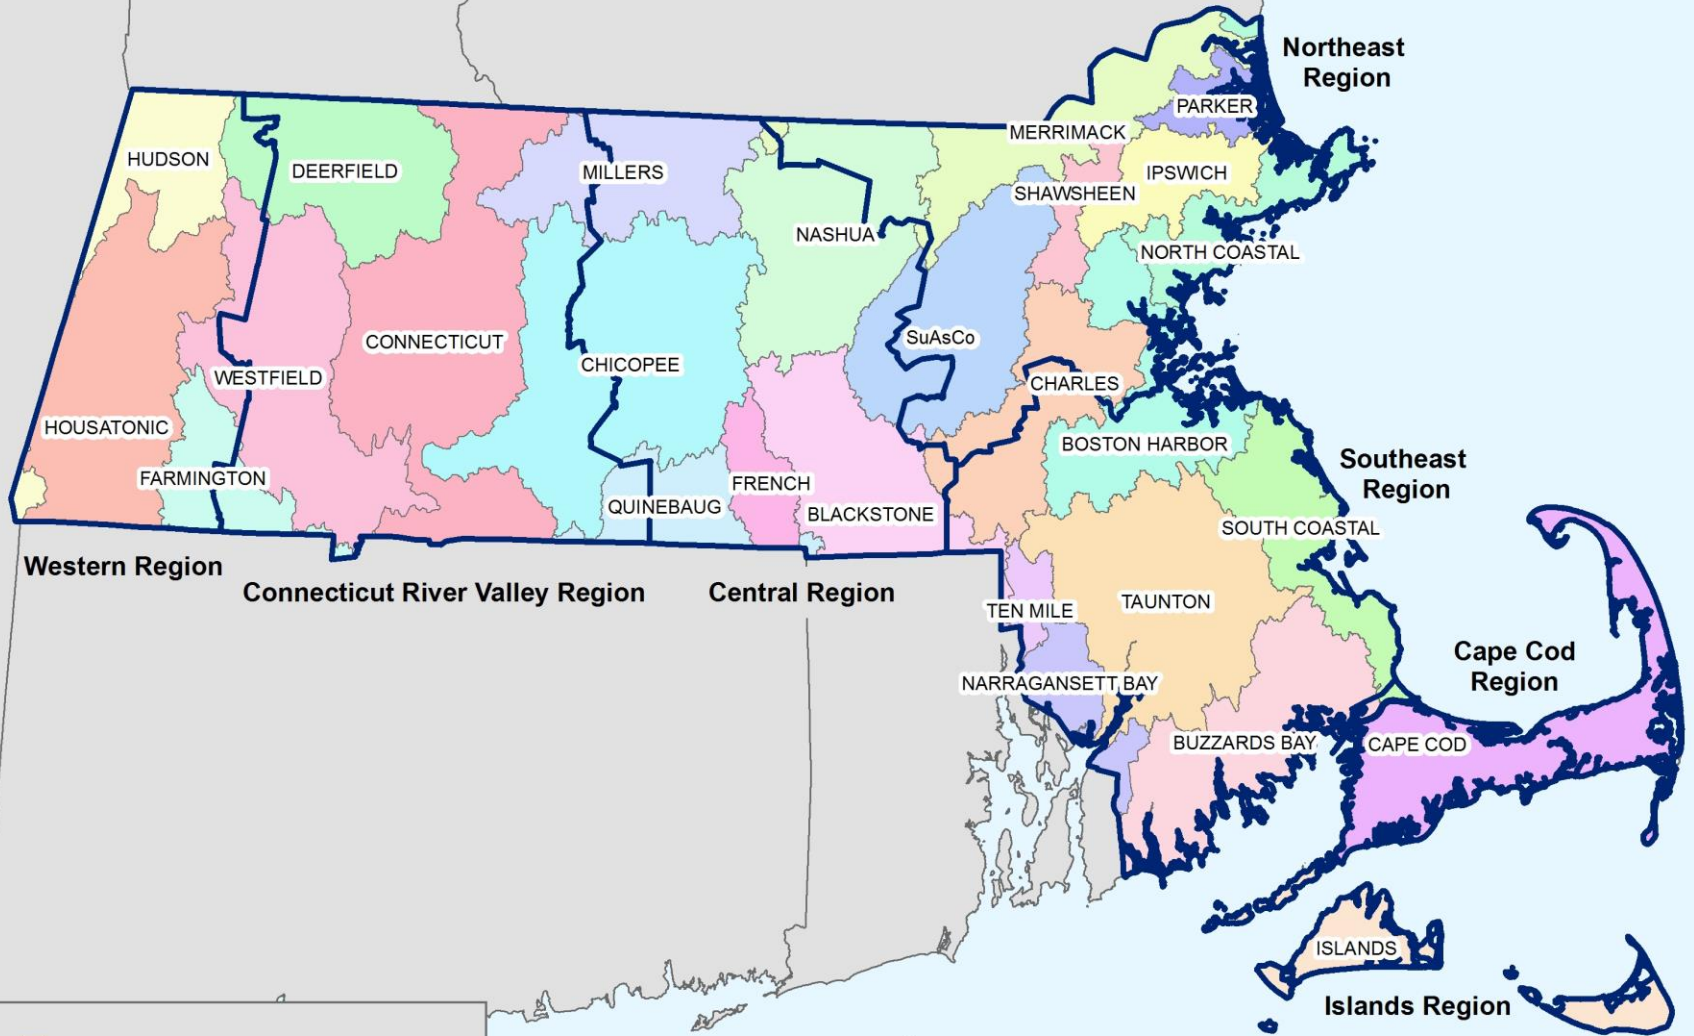 Northeast
Region
PARKER
MERRIMACK
HUDSON
DEERFIELD
MILLERS
IPSWICH
SHAWSHEEN
NASHUA
NORTH COASTAL
CONNECTICUT
SuAsCo
CHICOPEE
WESTFIELD
CHARLES
HOUSATONIC
BOSTON HARBOR
FARMINGTON
FRENCH
Southeast
Region
QUINEBAUG
BLACKSTONE
SOUTH COASTAL
Western Region
Connecticut River Valley Region
Central Region
TEN MILE
TAUNTON
Cape Cod
Region
NARRAGANSETT BAY
BUZZARDS BAY
CAPE COD
ISLANDS
Islands Region